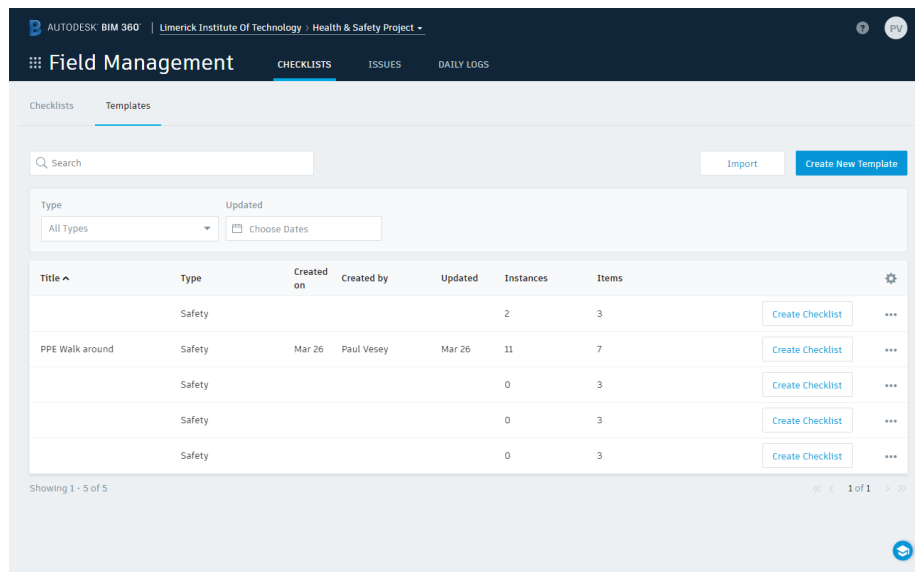 AUTODESK® BIM 360® | Limerick Institute Of Technology › Health & Safety Project
? PV
Field Management CHECKLISTS ISSUES DAILY LOGS
Checklists Templates
Search Import Create New Template
Type Updated
All Types Choose Dates
Title Type Created on Created by Updated Instances Items
Safety 2 3 Create Checklist
PPE Walk around Safety Mar 26 Paul Vesey Mar 26 11 7 Create Checklist
Safety 0 3 Create Checklist
Safety 0 3 Create Checklist
Safety 0 3 Create Checklist
Showing 1 - 5 of 5 « < 1 of 1 > »